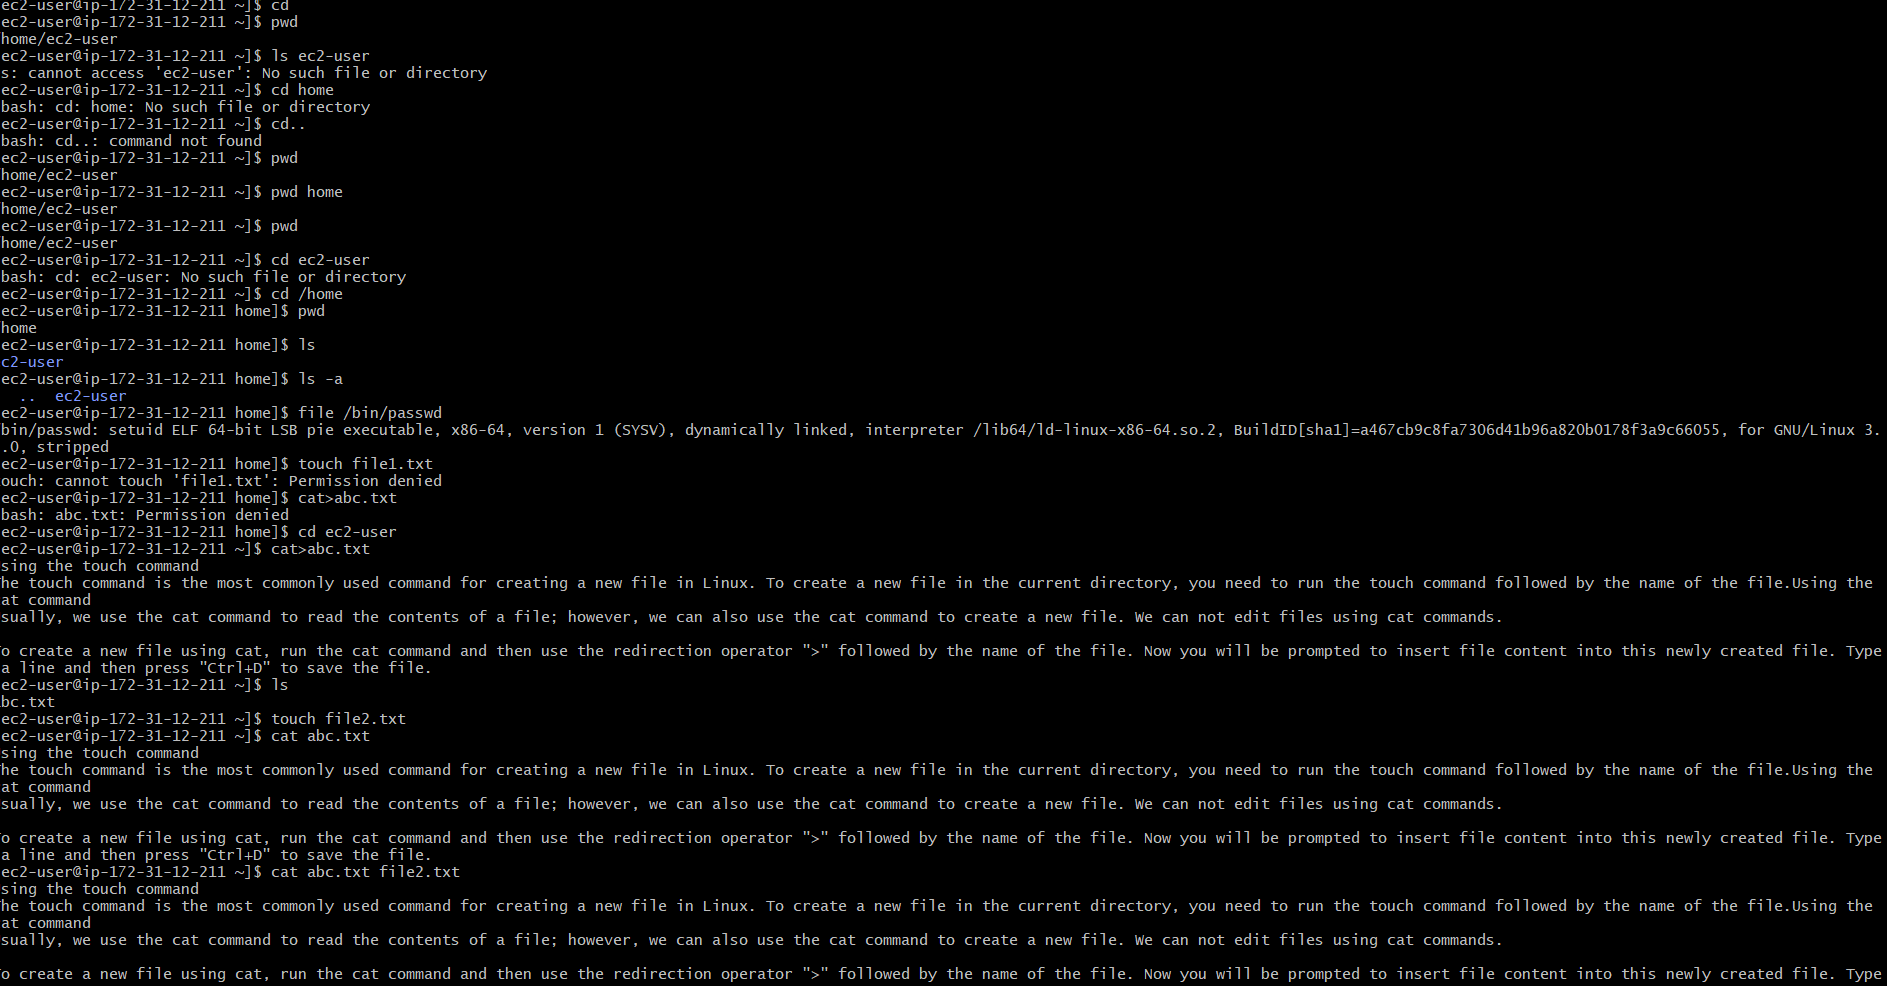 ec2-user@ip-172-31-12-211 ~]$ cd
ec2-user@ip-172-31-12-211 ~]$ pwd
home/ec2-user
ec2-user@ip-172-31-12-211 ~]$ ls ec2-user
s: cannot access 'ec2-user': No such file or directory
ec2-user@ip-172-31-12-211 ~]$ cd home
bash: cd: home: No such file or directory
ec2-user@ip-172-31-12-211 ~]$ cd..
bash: cd..: command not found
ec2-user@ip-172-31-12-211 ~]$ pwd
home/ec2-user
ec2-user@ip-172-31-12-211 ~]$ pwd home
home/ec2-user
ec2-user@ip-172-31-12-211 ~]$ pwd
home/ec2-user
ec2-user@ip-172-31-12-211 ~]$ cd ec2-user
bash: cd: ec2-user: No such file or directory
ec2-user@ip-172-31-12-211 ~]$ cd /home
ec2-user@ip-172-31-12-211 home]$ pwd
home
ec2-user@ip-172-31-12-211 home]$ ls
c2-user
ec2-user@ip-172-31-12-211 home]$ ls -a
.. ec2-user
ec2-user@ip-172-31-12-211 home]$ file /bin/passwd
bin/passwd: setuid ELF 64-bit LSB pie executable, x86-64, version 1 (SYSV), dynamically linked, interpreter /lib64/ld-linux-x86-64.so.2, BuildID[sha1]=a467cb9c8fa7306d41b96a820b0178f3a9c66055, for GNU/Linux 3.
.0, stripped
ec2-user@ip-172-31-12-211 home]$ touch file1.txt
ouch: cannot touch 'file1.txt': Permission denied
ec2-user@ip-172-31-12-211 home]$ cat>abc.txt
bash: abc.txt: Permission denied
ec2-user@ip-172-31-12-211 home]$ cd ec2-user
ec2-user@ip-172-31-12-211 ~]$ cat>abc.txt
sing the touch command
he touch command is the most commonly used command for creating a new file in Linux. To create a new file in the current directory, you need to run the touch command followed by the name of the file.Using the
at command
sually, we use the cat command to read the contents of a file; however, we can also use the cat command to create a new file. We can not edit files using cat commands.
o create a new file using cat, run the cat command and then use the redirection operator ">" followed by the name of the file. Now you will be prompted to insert file content into this newly created file. Type
a line and then press "Ctrl+D" to save the file.
ec2-user@ip-172-31-12-211 ~]$ ls
bc.txt
ec2-user@ip-172-31-12-211 ~]$ touch file2.txt
ec2-user@ip-172-31-12-211 ~]$ cat abc.txt
sing the touch command
he touch command is the most commonly used command for creating a new file in Linux. To create a new file in the current directory, you need to run the touch command followed by the name of the file.Using the
at command
sually, we use the cat command to read the contents of a file; however, we can also use the cat command to create a new file. We can not edit files using cat commands.
o create a new file using cat, run the cat command and then use the redirection operator ">" followed by the name of the file. Now you will be prompted to insert file content into this newly created file. Type
a line and then press "Ctrl+D" to save the file.
ec2-user@ip-172-31-12-211 ~]$ cat abc.txt file2.txt
sing the touch command
he touch command is the most commonly used command for creating a new file in Linux. To create a new file in the current directory, you need to run the touch command followed by the name of the file.Using the
at command
sually, we use the cat command to read the contents of a file; however, we can also use the cat command to create a new file. We can not edit files using cat commands.
o create a new file using cat, run the cat command and then use the redirection operator ">" followed by the name of the file. Now you will be prompted to insert file content into this newly created file. Type